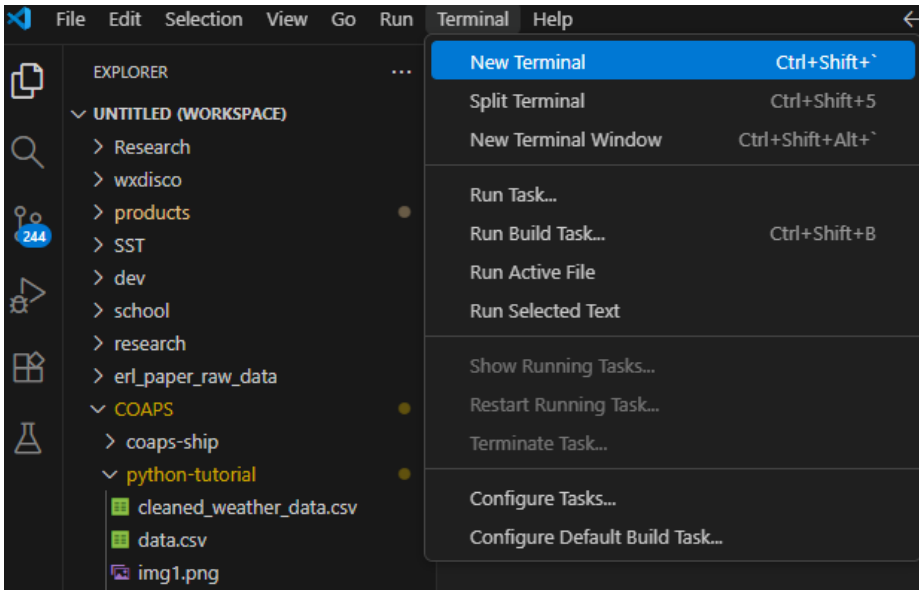 File Edit Selection View Go Run Terminal Help
EXPLORER ...
UNTITLED (WORKSPACE)
Research
wxdisco
products
244
SST
dev
school
research
erl_paper_raw_data
COAPS
coaps-ship
python-tutorial
cleaned_weather_data.csv
data.csv
img1.png
New Terminal Ctrl+Shift+`
Split Terminal Ctrl+Shift+5
New Terminal Window Ctrl+Shift+Alt+`
Run Task...
Run Build Task... Ctrl+Shift+B
Run Active File
Run Selected Text
Show Running Tasks...
Restart Running Task...
Terminate Task...
Configure Tasks...
Configure Default Build Task...